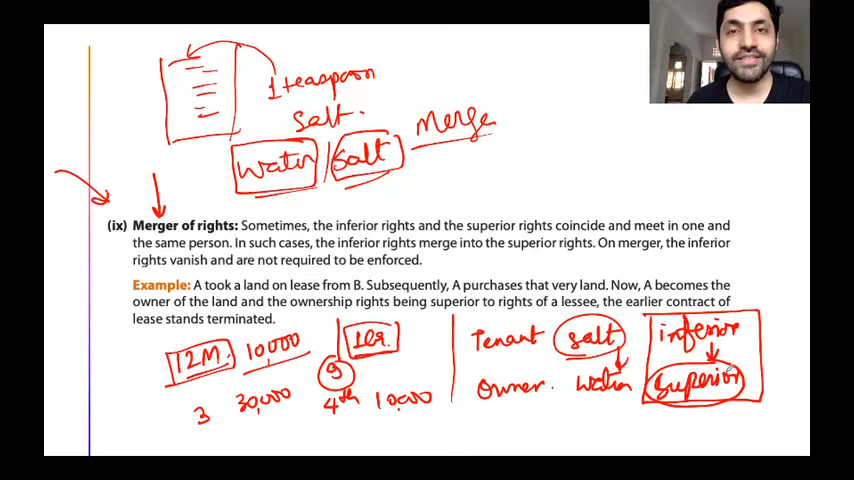 1 teaspoon
Salt.
Water / Salt Merge
(ix) Merger of rights: Sometimes, the inferior rights and the superior rights coincide and meet in one and
the same person. In such cases, the inferior rights merge into the superior rights. On merger, the inferior
rights vanish and are not required to be enforced.
Example: A took a land on lease from B. Subsequently, A purchases that very land. Now, A becomes the
owner of the land and the ownership rights being superior to rights of a lessee, the earlier contract of
lease stands terminated.
12M. 10,000 1cr.
9
3 30,000 4th 10,000
Tenant Salt inferior
Owner. Water Superior